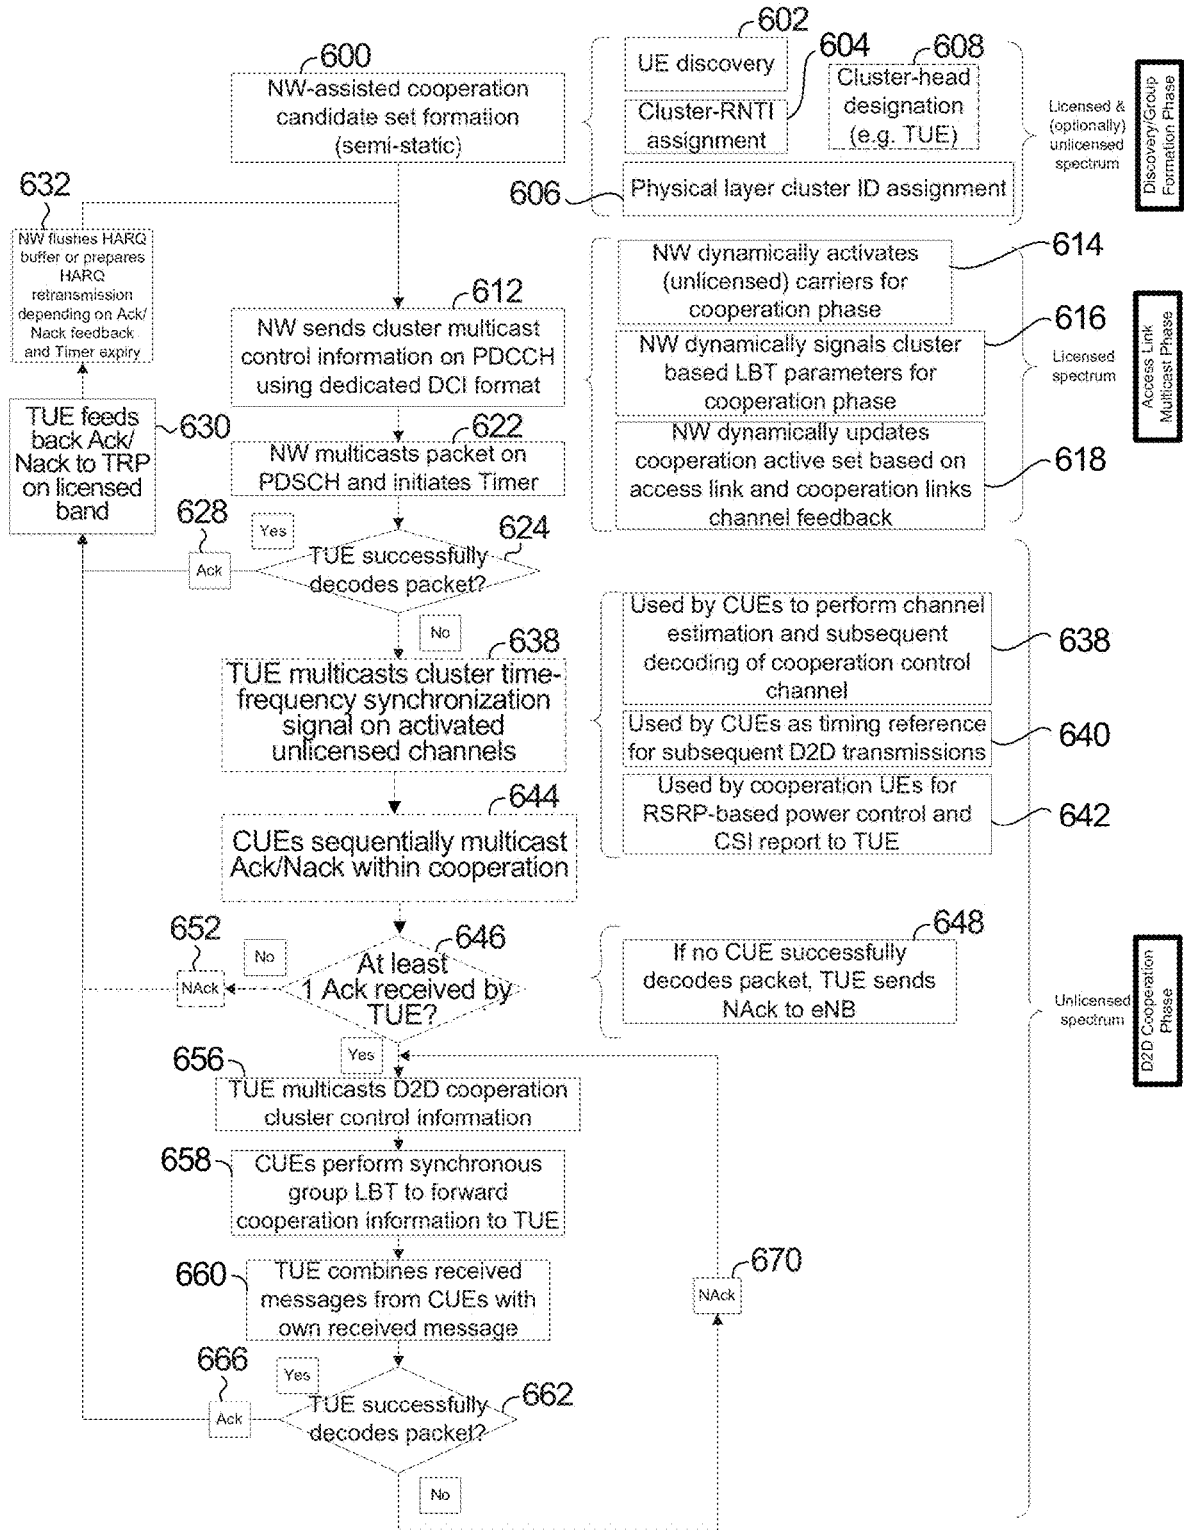 600
NW-assisted cooperation
candidate set formation
(semi-static)
602
UE discovery
604
Cluster-RNTI
assignment
608
Cluster-head
designation
(e.g. TUE)
606
Physical layer cluster ID assignment
Licensed &
(optionally)
unlicensed
spectrum
Discovery/Group
Formation Phase
632
NW flushes HARQ
buffer or prepares
HARQ
retransmission
depending on Ack/
Nack feedback
and Timer expiry
612
NW sends cluster multicast
control information on PDCCH
using dedicated DCI format
614
NW dynamically activates
(unlicensed) carriers for
cooperation phase
616
NW dynamically signals cluster
based LBT parameters for
cooperation phase
618
NW dynamically updates
cooperation active set based on
access link and cooperation links
channel feedback
Licensed
spectrum
Access Link
Multicast Phase
630
TUE feeds
back Ack/
Nack to TRP
on licensed
band
622
NW multicasts packet on
PDSCH and initiates Timer
628
Ack
Yes
624
TUE successfully
decodes packet?
No
638
TUE multicasts cluster time-
frequency synchronization
signal on activated
unlicensed channels
Used by CUEs to perform channel
estimation and subsequent
decoding of cooperation control
channel
638
Used by CUEs as timing reference
for subsequent D2D transmissions
640
Used by cooperation UEs for
RSRP-based power control and
CSI report to TUE
642
644
CUEs sequentially multicast
Ack/Nack within cooperation
652
NAck
No
646
At least
1 Ack received by
TUE?
Yes
648
If no CUE successfully
decodes packet, TUE sends
NAck to eNB
Unlicensed
spectrum
D2D Cooperation
Phase
656
TUE multicasts D2D cooperation
cluster control information
658
CUEs perform synchronous
group LBT to forward
cooperation information to TUE
660
TUE combines received
messages from CUEs with
own received message
670
NAck
666
Ack
Yes
662
TUE successfully
decodes packet?
No